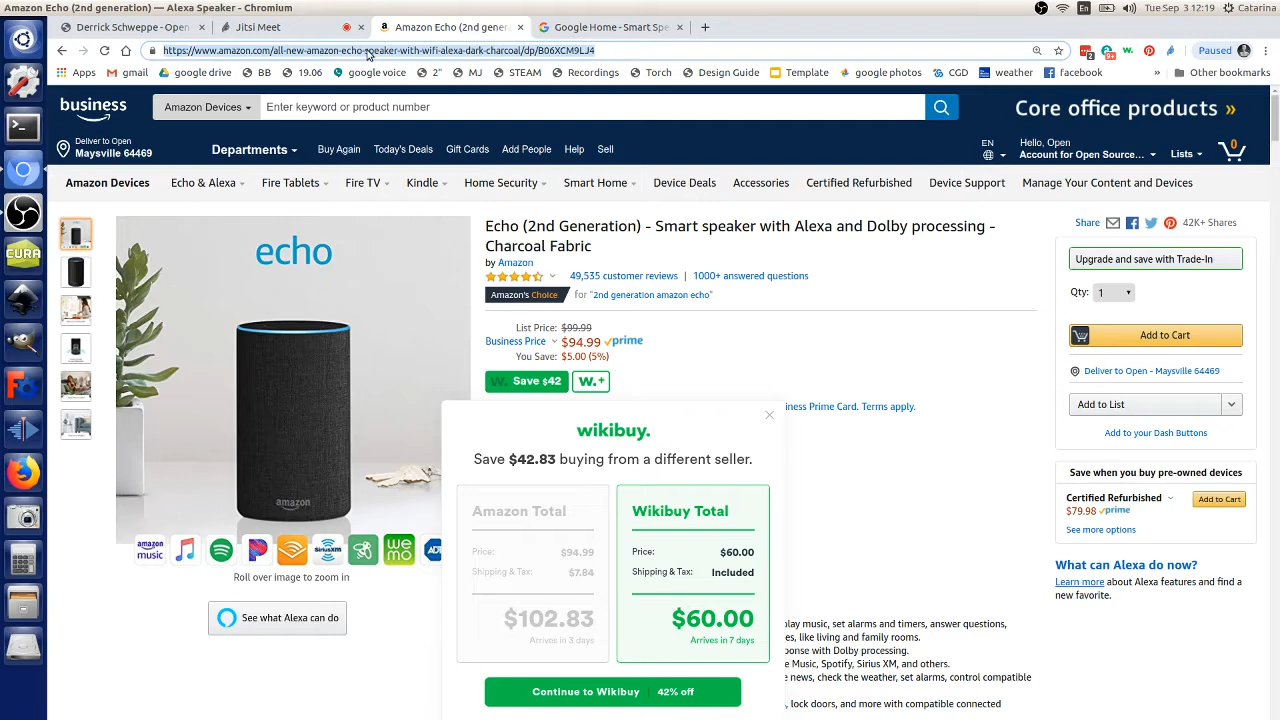 Amazon Echo (2nd generation) — Alexa Speaker - Chromium
En
Tue Sep 3 12:19
Catarina
Derrick Schweppe - Open
Jitsi Meet
Amazon Echo (2nd gener
Google Home - Smart Spe
https://www.amazon.com/all-new-amazon-echo-speaker-with-wifi-alexa-dark-charcoal/dp/B06XCM9LJ4
2
9+
w.
Paused
Apps
gmail
google drive
BB
19.06
google voice
2"
MJ
STEAM
Recordings
Torch
Design Guide
Template
google photos
CGD
weather
facebook
»
Other bookmarks
business
Amazon Devices
Enter keyword or product number
Core office products »
Deliver to Open
Maysville 64469
Departments
Buy Again
Today's Deals
Gift Cards
Add People
Help
Sell
EN
Hello, Open
Account for Open Source...
Lists
0
Amazon Devices
Echo & Alexa
Fire Tablets
Fire TV
Kindle
Home Security
Smart Home
Device Deals
Accessories
Certified Refurbished
Device Support
Manage Your Content and Devices
CURA
echo
amazon
amazon music
SiriusXM
we mo
AD
Roll over image to zoom in
See what Alexa can do
Echo (2nd Generation) - Smart speaker with Alexa and Dolby processing -
Charcoal Fabric
by Amazon
49,535 customer reviews | 1000+ answered questions
Amazon's Choice for "2nd generation amazon echo"
List Price: $99.99
Business Price $94.99 prime
You Save: $5.00 (5%)
W. Save $42
W.+
iness Prime Card. Terms apply.
wikibuy.
Save $42.83 buying from a different seller.
Amazon Total
Price: $94.99
Shipping & Tax: $7.84
$102.83
Arrives in 3 days
Wikibuy Total
Price: $60.00
Shipping & Tax: Included
$60.00
Arrives in 7 days
Continue to Wikibuy | 42% off
play music, set alarms and timers, answer questions,
es, like living and family rooms.
ponse with Dolby processing.
e Music, Spotify, Sirius XM, and others.
e news, check the weather, set alarms, control compatible
, lock doors, and more with compatible connected
Share
42K+ Shares
Upgrade and save with Trade-In
Qty: 1
Add to Cart
Deliver to Open - Maysville 64469
Add to List
Add to your Dash Buttons
Save when you buy pre-owned devices
Certified Refurbished
$79.98 prime
Add to Cart
See more options
What can Alexa do now?
Learn more about Alexa features and find a
new favorite.